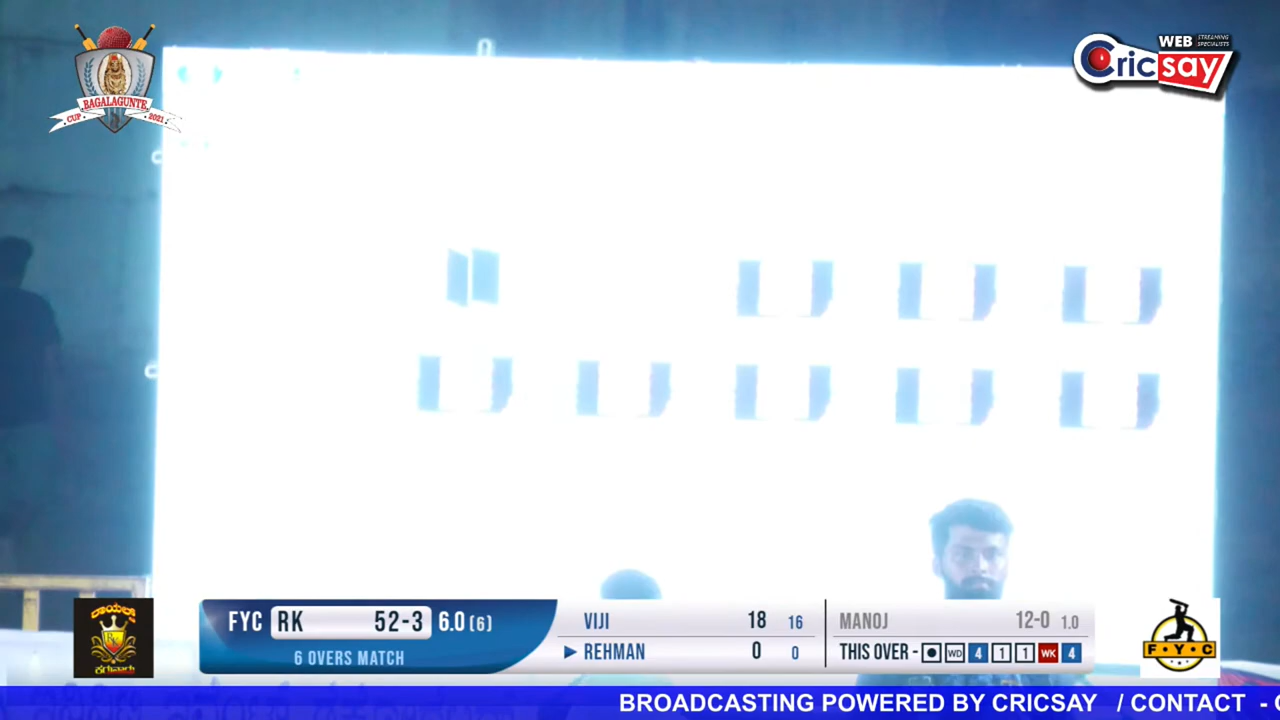 BAGALAGUNTE
CUP 2021
WEB STREAMING SPECIALISTS
Cricsay
FYC RK 52-3 6.0 (6)
6 OVERS MATCH
VIJI 18 16
REHMAN 0 0
MANOJ 12-0 1.0
THIS OVER - WD 4 1 1 WK 4
RK
F·Y·C
BROADCASTING POWERED BY CRICSAY / CONTACT -